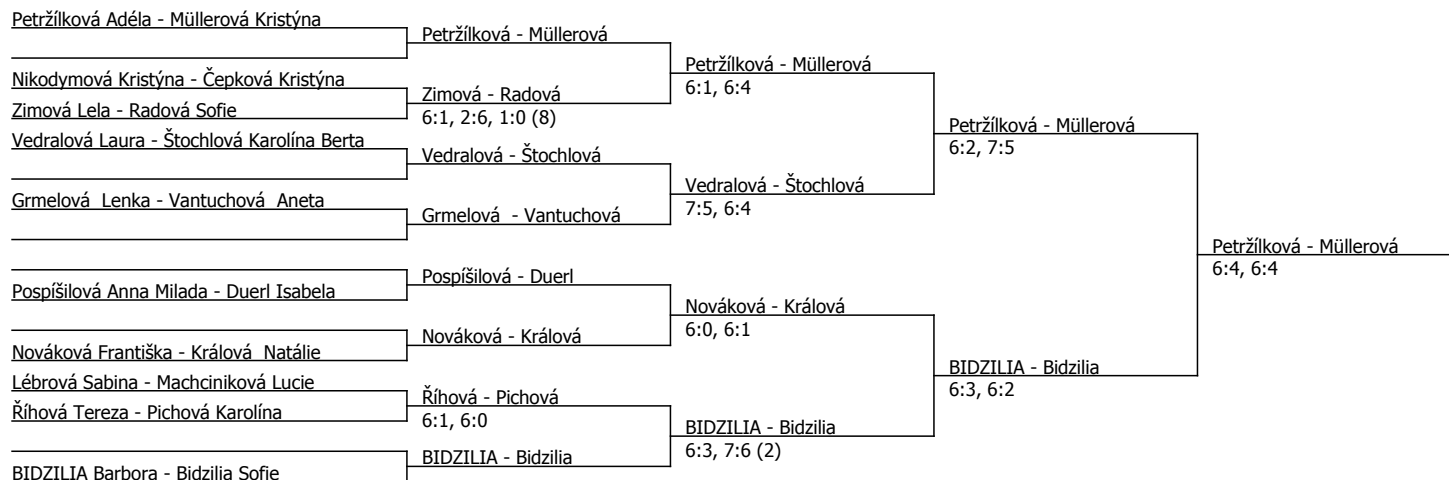 Petržílková Adéla - Müllerová Kristýna
Petržílková - Müllerová
Nikodymová Kristýna - Čepková Kristýna
Petržílková - Müllerová
6:1, 6:4
Zimová Lela - Radová Sofie
Zimová - Radová
6:1, 2:6, 1:0 (8)
Vedralová Laura - Štochlová Karolína Berta
Petržílková - Müllerová
6:2, 7:5
Vedralová - Štochlová
Grmelová  Lenka - Vantuchová  Aneta
Vedralová - Štochlová
7:5, 6:4
Grmelová  - Vantuchová
Petržílková - Müllerová
6:4, 6:4
Pospíšilová Anna Milada - Duerl Isabela
Pospíšilová - Duerl
Nováková - Králová
6:0, 6:1
Nováková Františka - Králová  Natálie
Nováková - Králová
Lébrová Sabina - Machciniková Lucie
BIDZILIA - Bidzilia
6:3, 6:2
Říhová Tereza - Pichová Karolína
Říhová - Pichová
6:1, 6:0
BIDZILIA - Bidzilia
6:3, 7:6 (2)
BIDZILIA Barbora - Bidzilia Sofie
BIDZILIA - Bidzilia